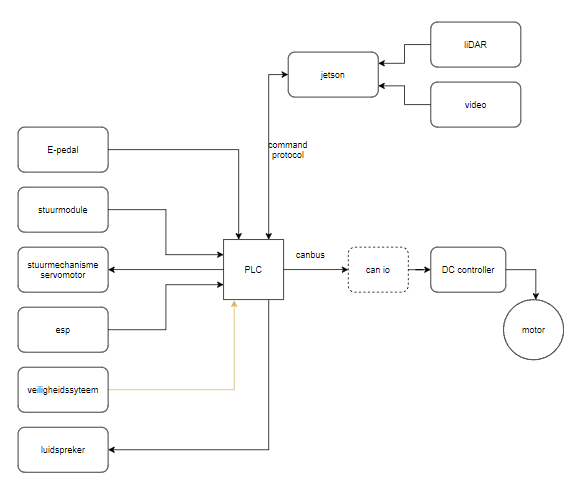 liDAR
jetson
video
command
protocol
E-pedal
stuurmodule
stuurmechanisme
servomotor
PLC
canbus
can io
DC controller
esp
motor
veiligheidssyteem
luidspreker